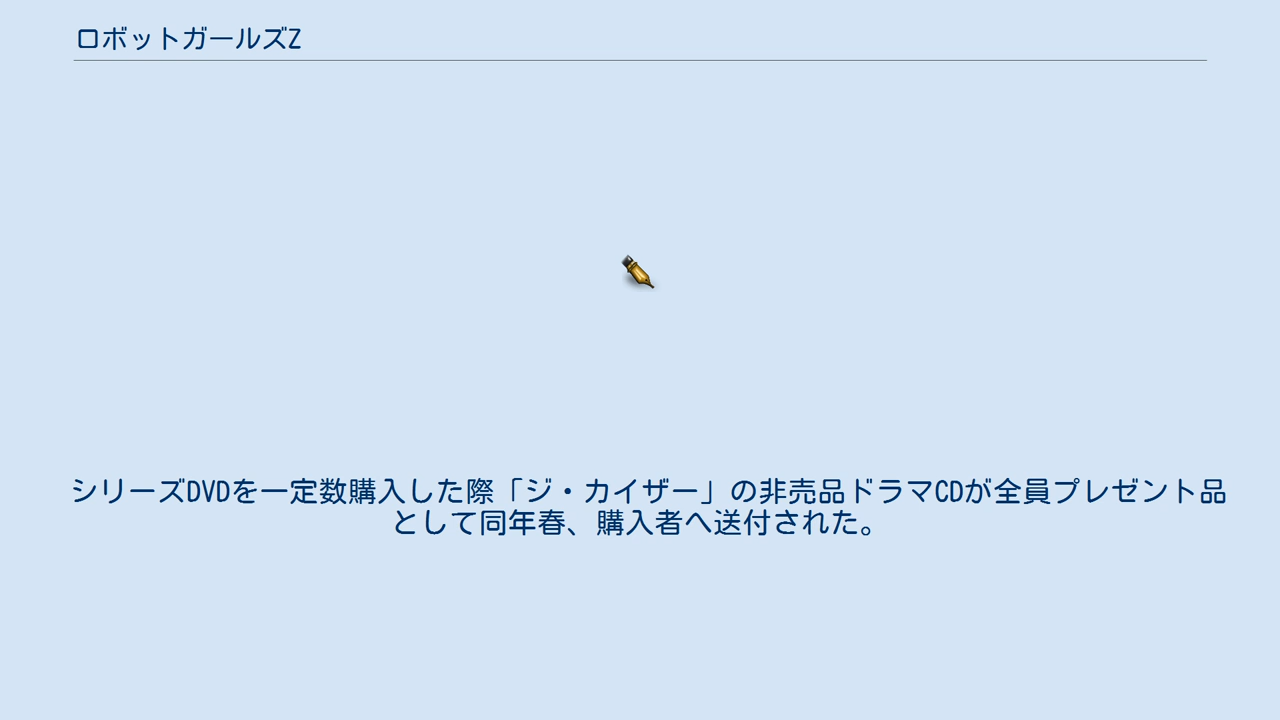 ロボットガールズZ
シリーズDVDを一定数購入した際「ジ・カイザー」の非売品ドラマCDが全員プレゼント品
として同年春、購入者へ送付された。